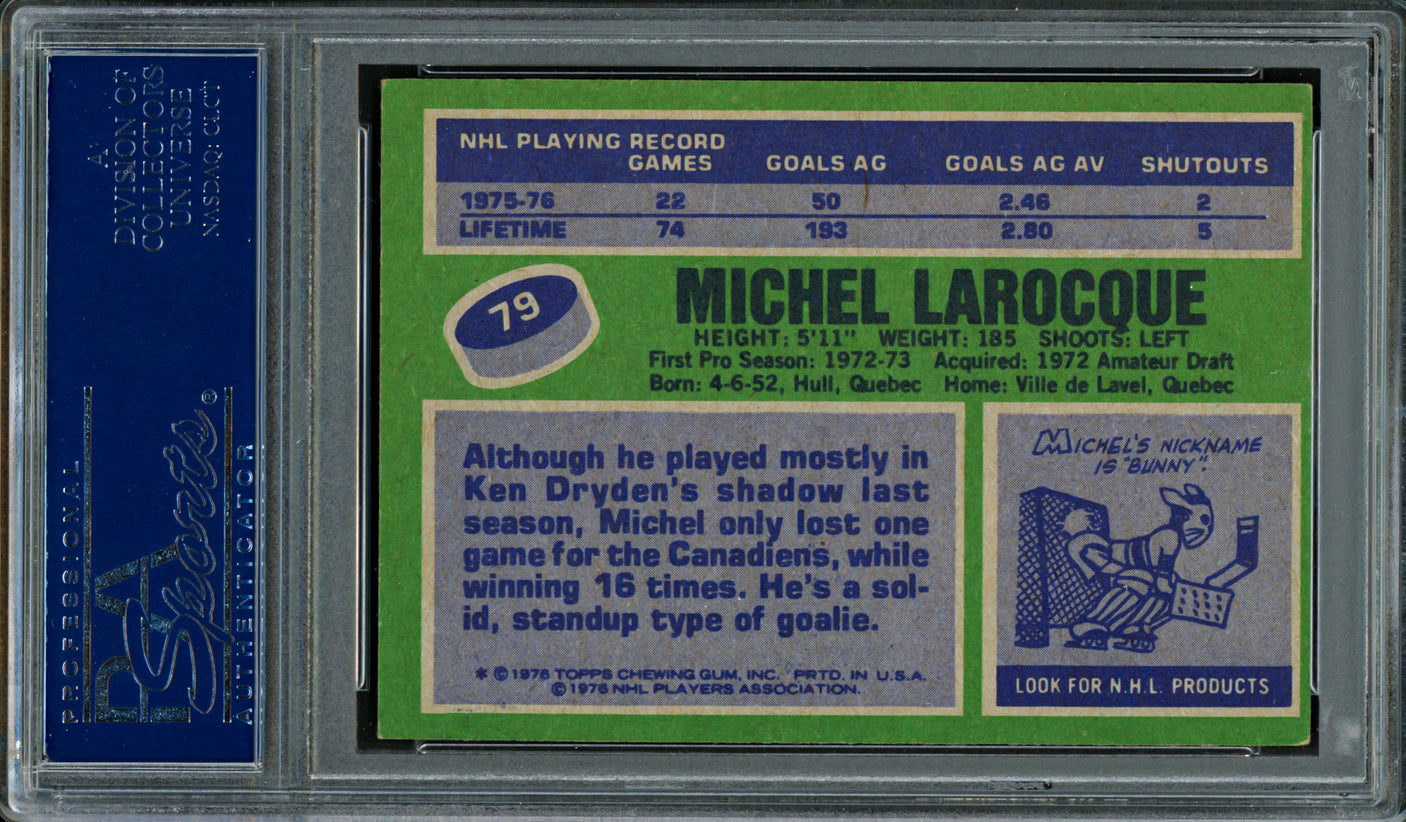 A
DIVISION OF
COLLECTORS
UNIVERSE
NASDAQ: CLCT
PROFESSIONAL
PSA
Sports®
AUTHENTICATOR
PSA
NHL PLAYING RECORD
GAMES GOALS AG GOALS AG AV SHUTOUTS
1975-76 22 50 2.46 2
LIFETIME 74 193 2.80 5
79
MICHEL LAROCQUE
HEIGHT: 5'11" WEIGHT: 185 SHOOTS: LEFT
First Pro Season: 1972-73 Acquired: 1972 Amateur Draft
Born: 4-6-52, Hull, Quebec Home: Ville de Lavel, Quebec
Although he played mostly in
Ken Dryden's shadow last
season, Michel only lost one
game for the Canadiens, while
winning 16 times. He's a sol-
id, standup type of goalie.
* © 1976 TOPPS CHEWING GUM, INC. PRTD. IN U.S.A.
© 1976 NHL PLAYERS ASSOCIATION.
MICHEL'S NICKNAME
IS "BUNNY".
LOOK FOR N.H.L. PRODUCTS